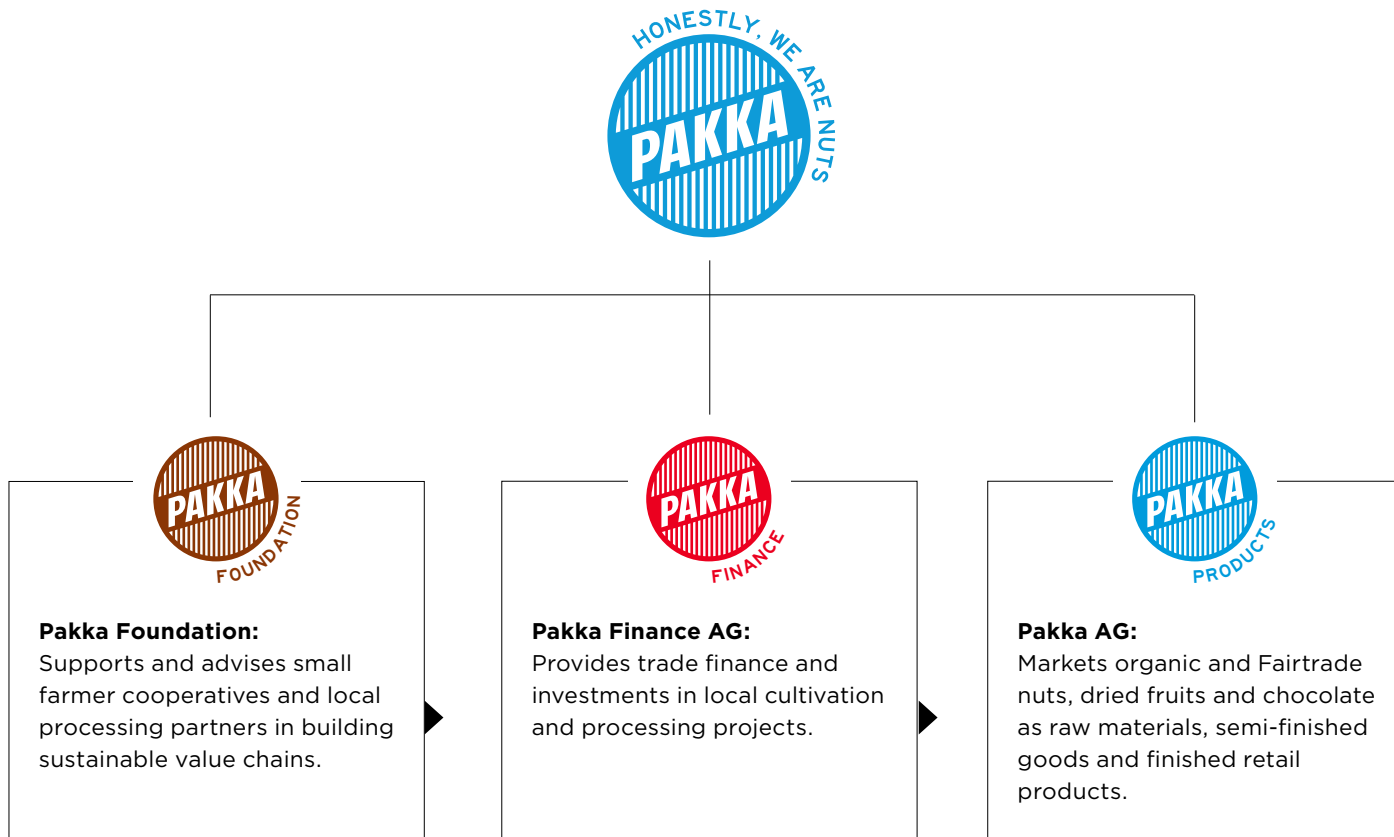 HONESTLY, WE ARE NUTS
PAKKA
PAKKA
FOUNDATION
Pakka Foundation:
Supports and advises small
farmer cooperatives and local
processing partners in building
sustainable value chains.
PAKKA
FINANCE
Pakka Finance AG:
Provides trade finance and
investments in local cultivation
and processing projects.
PAKKA
PRODUCTS
Pakka AG:
Markets organic and Fairtrade
nuts, dried fruits and chocolate
as raw materials, semi-finished
goods and finished retail
products.